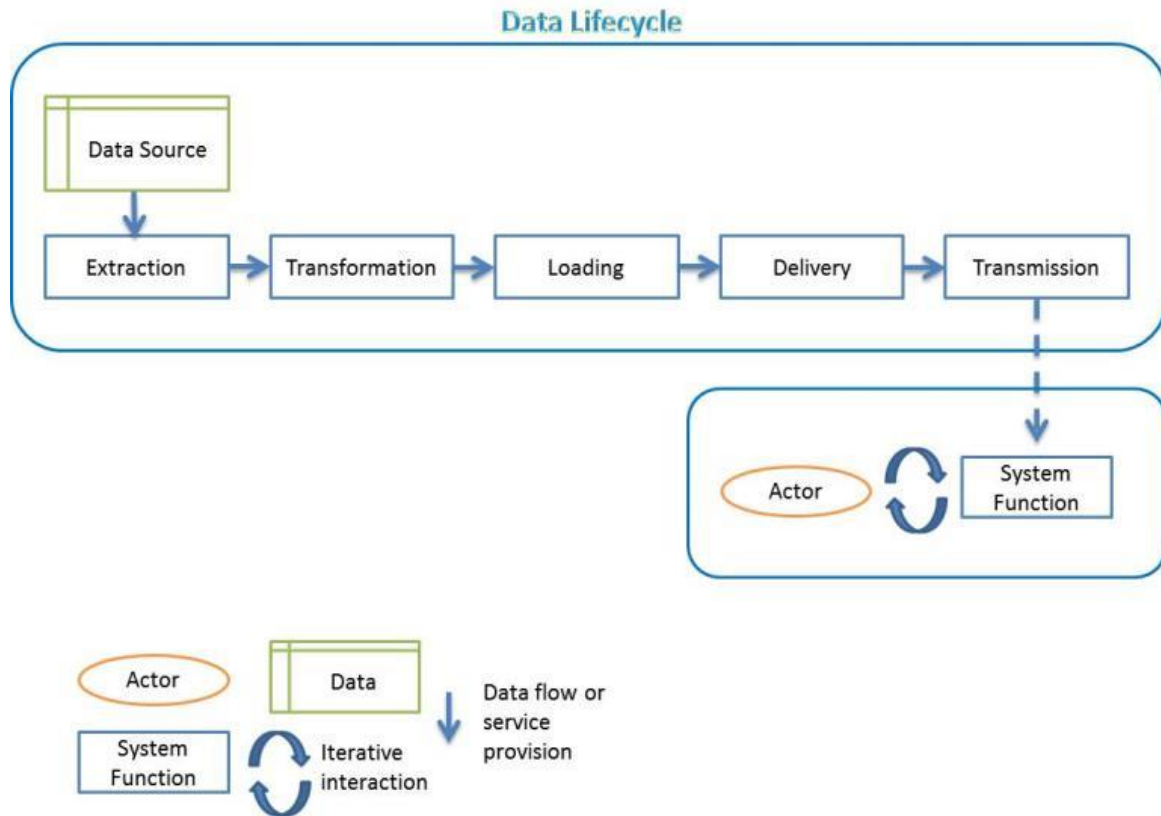 Data Lifecycle
Data Source
Extraction
Transformation
Loading
Delivery
Transmission
Actor
System
Function
Actor
Data
Data flow or
service
provision
System
Function
Iterative
interaction